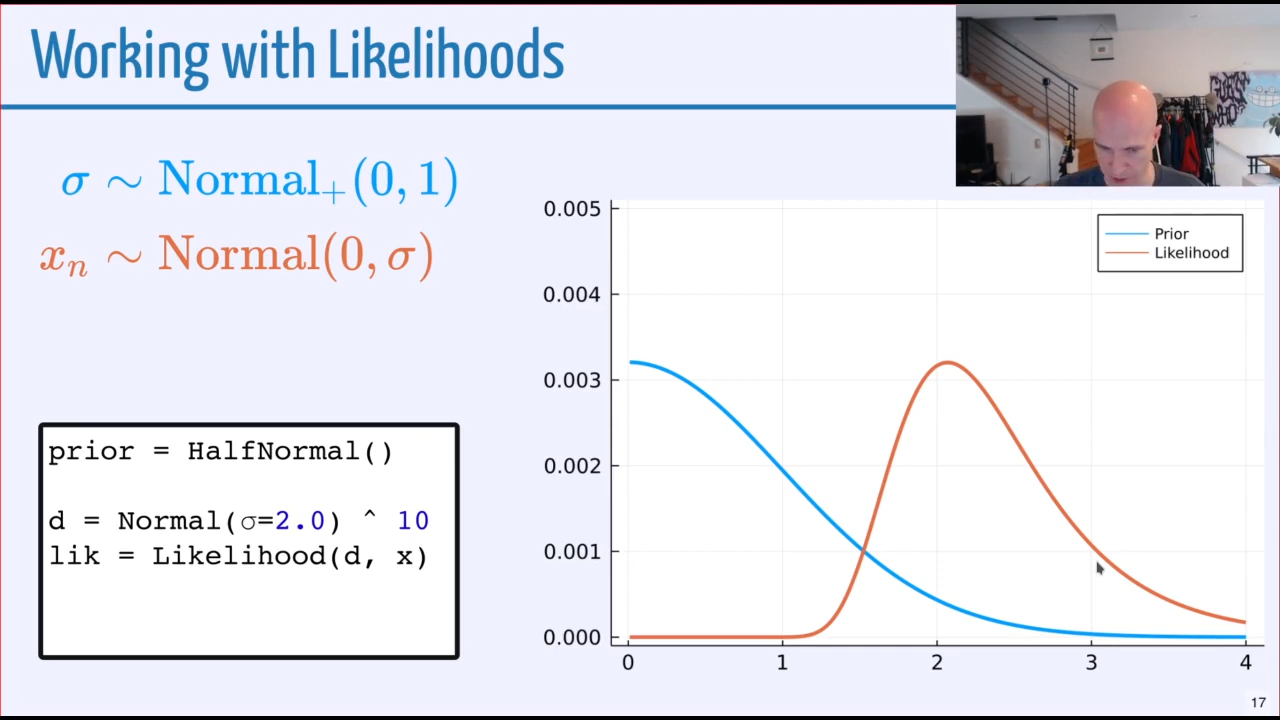 Working with Likelihoods
σ ∼ Normal₊(0, 1)
xₙ ∼ Normal(0, σ)
prior = HalfNormal()
d = Normal(σ=2.0) ^ 10
lik = Likelihood(d, x)
0.005
0.004
0.003
0.002
0.001
0.000
0
1
2
3
4
Prior
Likelihood
17